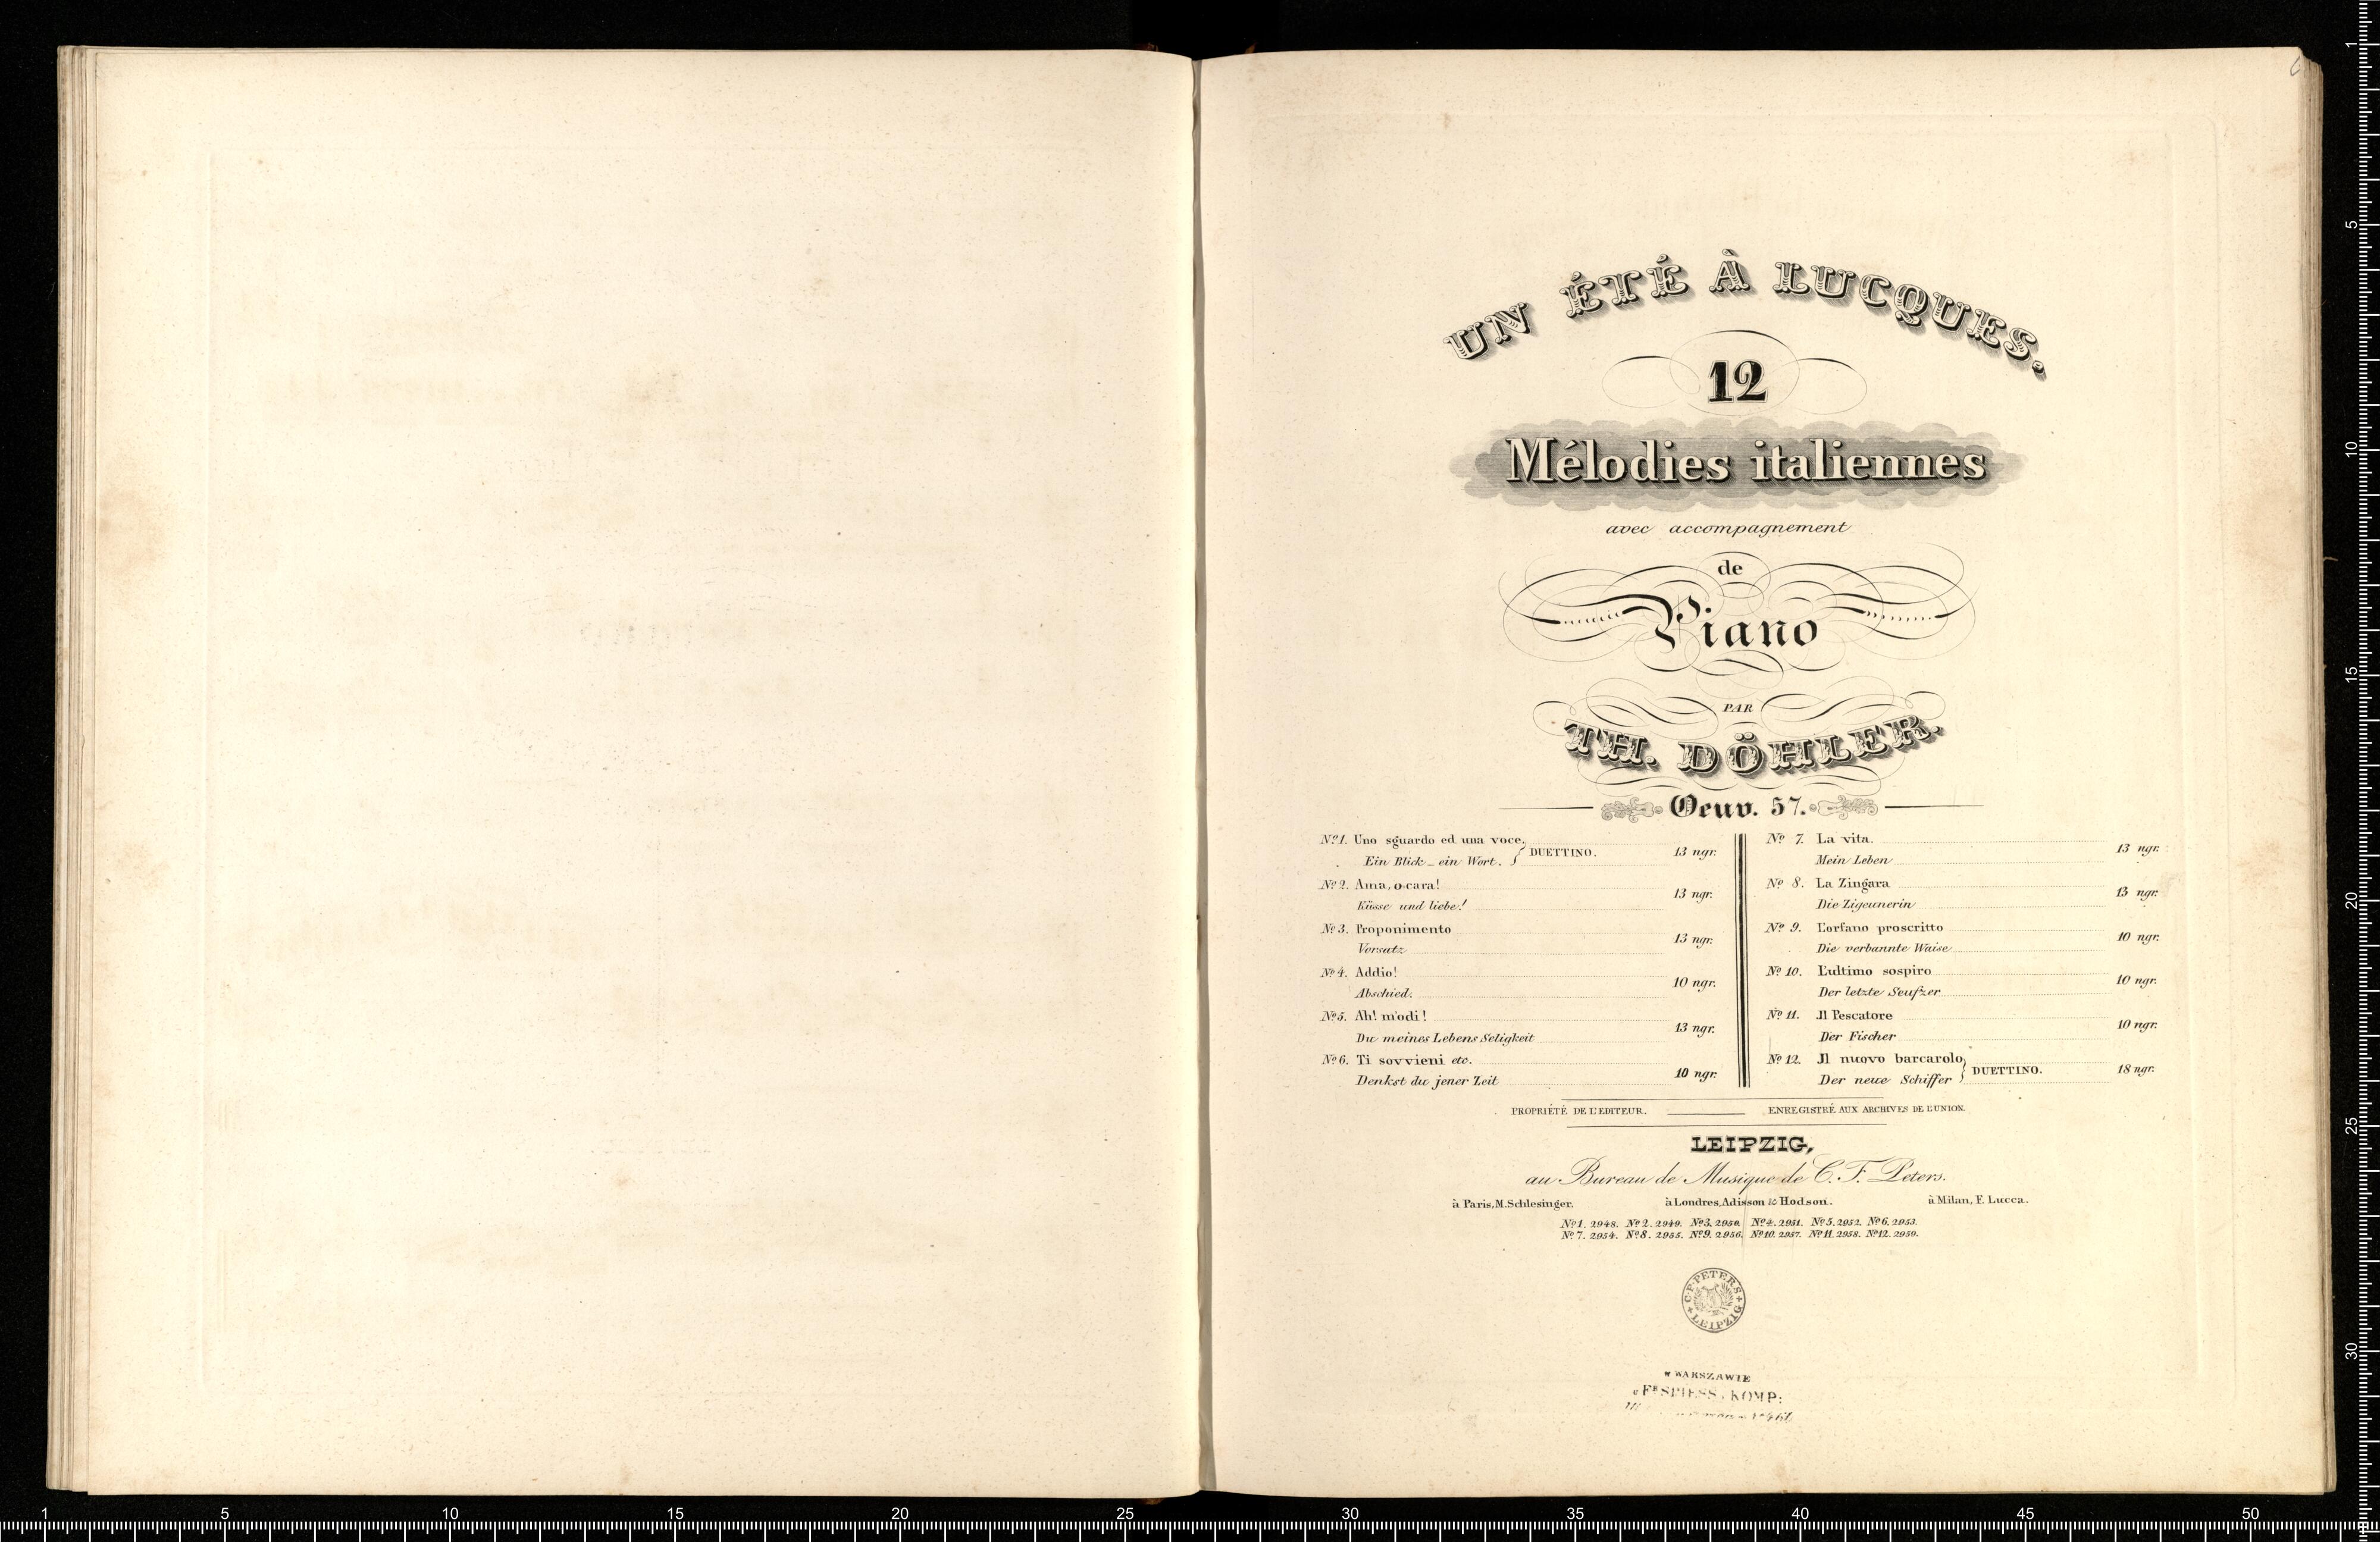 UN ÉTÉ À LUCQUES.
12
Mélodies italiennes
avec accompagnement
de
Piano
PAR
TH. DÖHLER.
Oeuv. 57.
No 1. Uno sguardo ed una voce.
Ein Blick _ ein Wort. } DUETTINO. 13 ngr.
No 2. Ama, o cara!
Küsse und liebe! 13 ngr.
No 3. Proponimento
Vorsatz 13 ngr.
No 4. Addio!
Abschied. 10 ngr.
No 5. Ah! m'odi!
Du meines Lebens Seligkeit 13 ngr.
No 6. Ti sovvieni etc.
Denkst du jener Zeit 10 ngr.
No 7. La vita.
Mein Leben 13 ngr.
No 8. La Zingara
Die Zigeunerin 13 ngr.
No 9. L'orfano proscritto
Die verbannte Waise 10 ngr.
No 10. L'ultimo sospiro
Der letzte Seufzer 10 ngr.
No 11. Jl Pescatore
Der Fischer 10 ngr.
No 12. Jl nuovo barcarolo
Der neue Schiffer } DUETTINO. 18 ngr.
PROPRIÉTÉ DE L'EDITEUR. ENREGISTRÉ AUX ARCHIVES DE L'UNION.
LEIPZIG,
au Bureau de Musique de C. F. Peters.
à Paris, M. Schlesinger. à Londres, Adisson & Hodson. à Milan, F. Lucca.
No 1. 2948. No 2. 2949. No 3. 2950. No 4. 2951. No 5. 2952. No 6. 2953.
No 7. 2954. No 8. 2955. No 9. 2956. No 10. 2957. No 11. 2958. No 12. 2959.
C. F. PETERS
LEIPZIG
W WARSZAWIE
u FR SPIESS i KOMP: